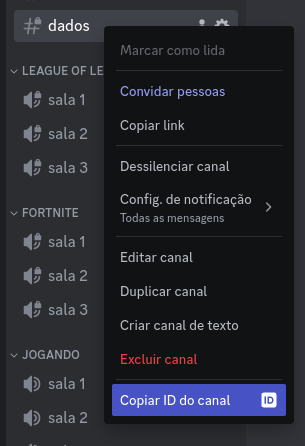 dados
Marcar como lida
LEAGUE OF LE
Convidar pessoas
sala 1
Copiar link
sala 2
sala 3
Dessilenciar canal
Config. de notificação
Todas as mensagens
FORTNITE
sala 1
Editar canal
sala 2
Duplicar canal
sala 3
Criar canal de texto
JOGANDO
Excluir canal
sala 1
Copiar ID do canal ID
sala 2